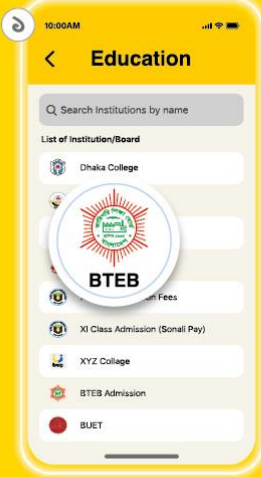 ১
10:00AM
Education
Search Institutions by name
List of Institution/Board
Dhaka College
BTEB
Fees
XI Class Admission (Sonali Pay)
XYZ Collage
BTEB Admission
BUET